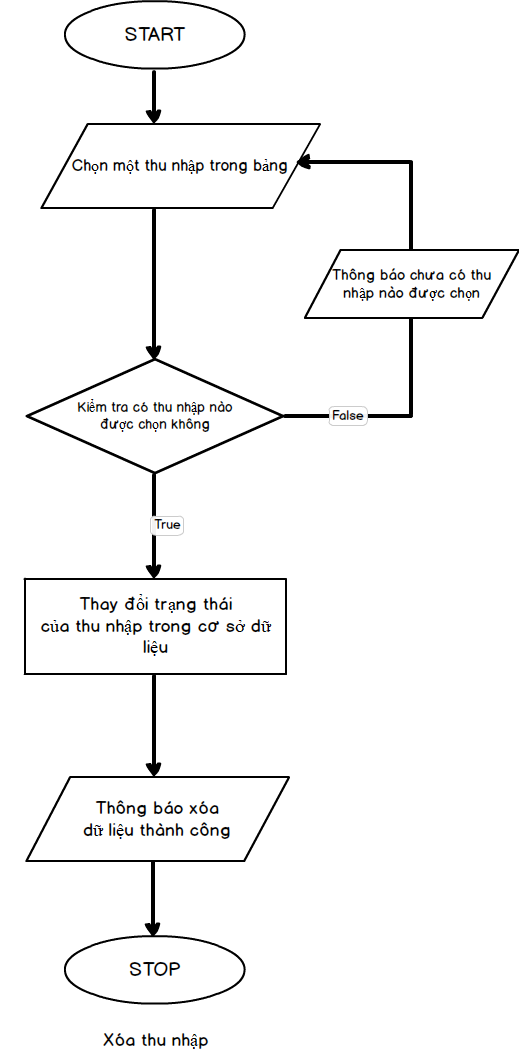 START
Chọn một thu nhập trong bảng
Thông báo chưa có thu
nhập nào được chọn
Kiểm tra có thu nhập nào
được chọn không
False
True
Thay đổi trạng thái
của thu nhập trong cơ sở dữ
liệu
Thông báo xóa
dữ liệu thành công
STOP
Xóa thu nhập